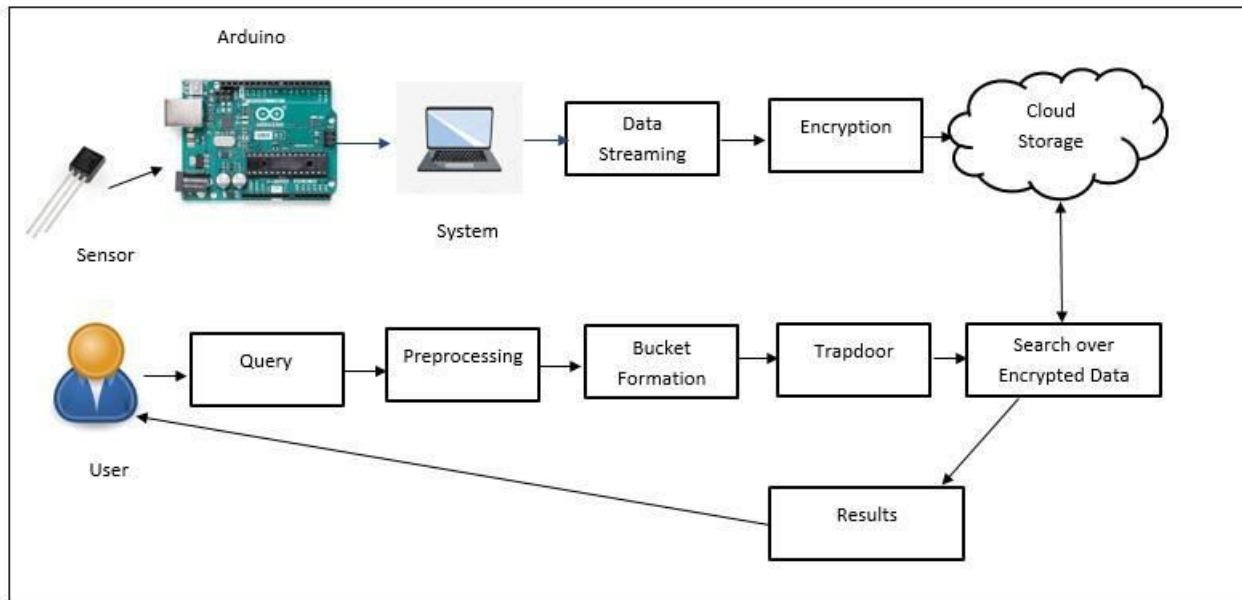 Arduino
Sensor
System
Data
Streaming
Encryption
Cloud
Storage
User
Query
Preprocessing
Bucket
Formation
Trapdoor
Search over
Encrypted Data
Results